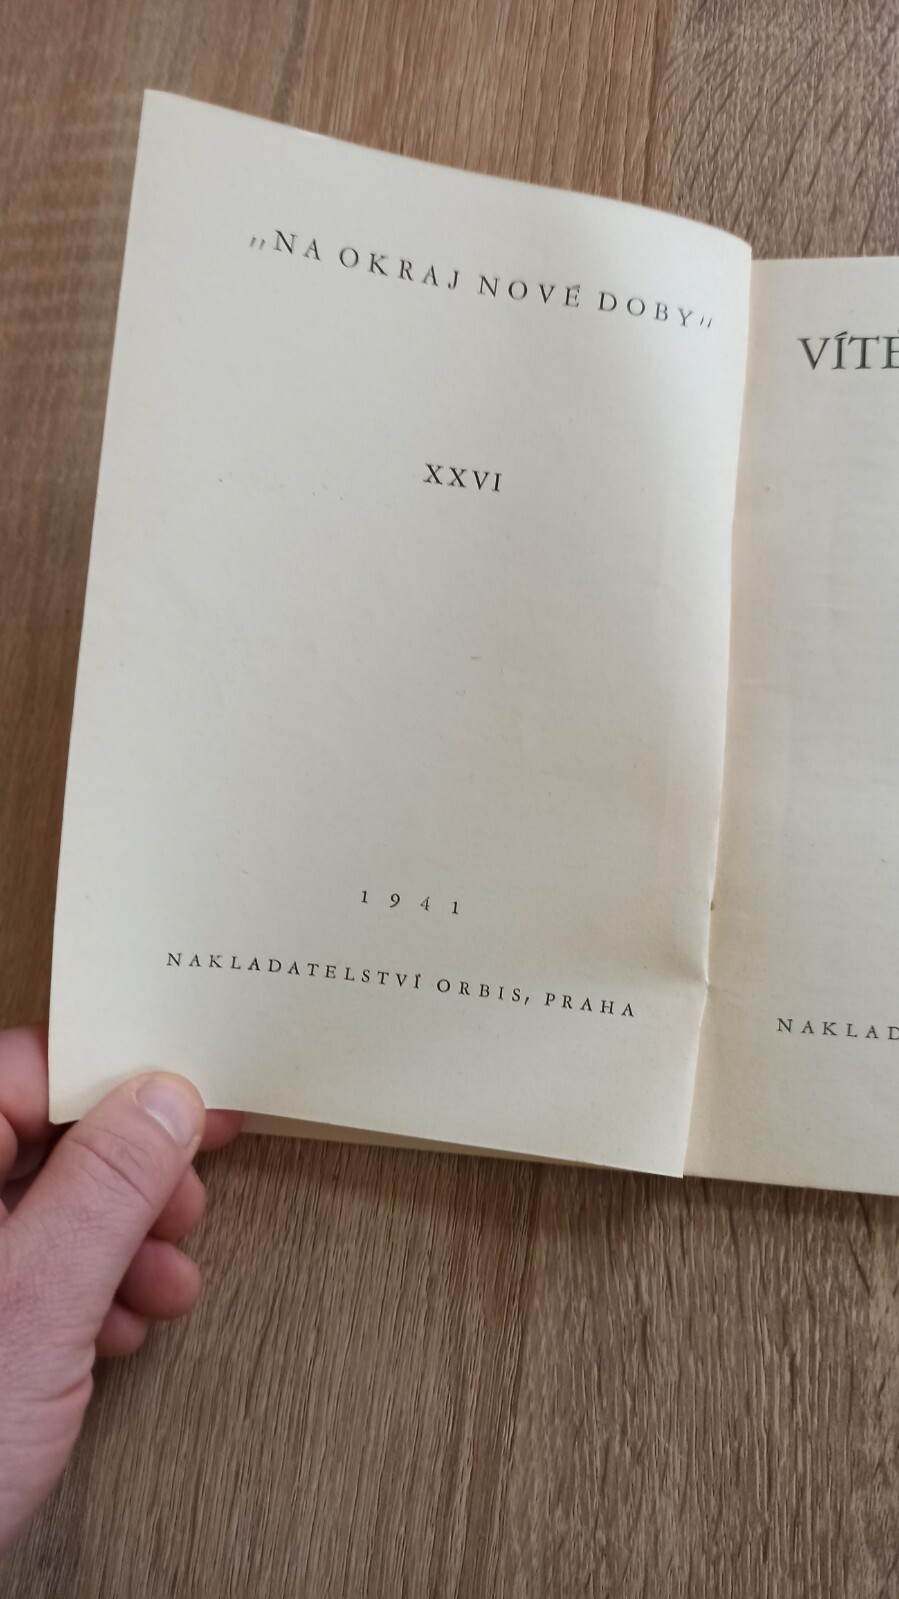 „NA OKRAJ NOVÉ DOBY"
XXVI
1941
NAKLADATELSTVÍ ORBIS, PRAHA